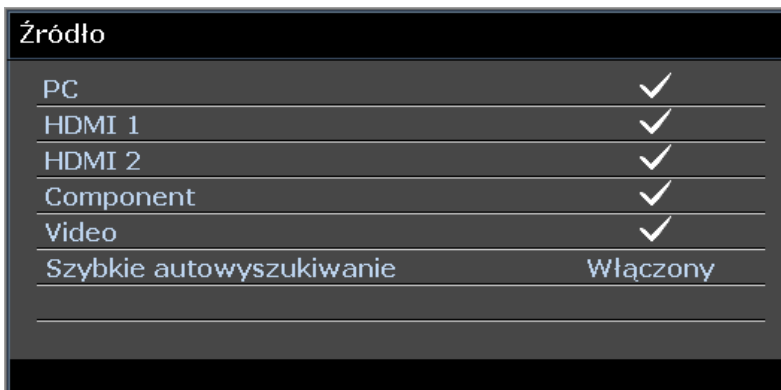 Źródło
PC ✓
HDMI 1 ✓
HDMI 2 ✓
Component ✓
Video ✓
Szybkie autowyszukiwanie Włączony